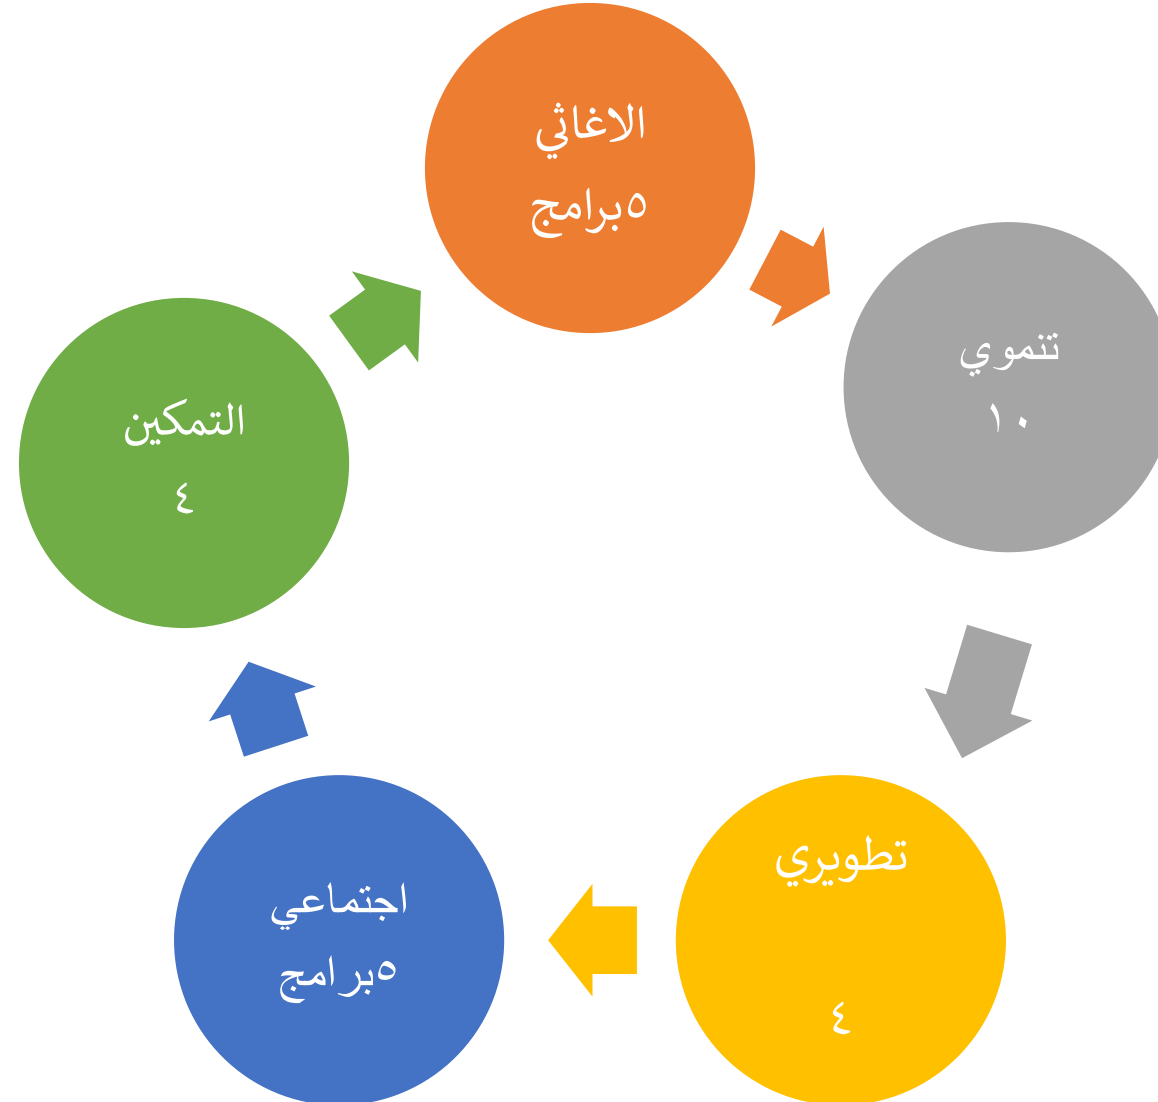 الاغاثي
٥برامج
تنموي
١٠
تطويري
٤
اجتماعي
٥برامج
التمكين
٤